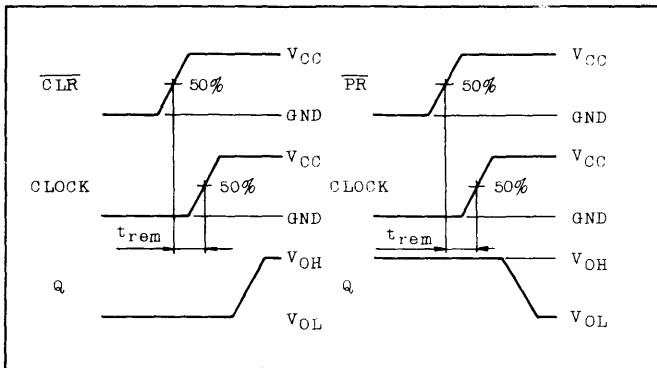 CLR
50%
VCC
GND
CLOCK
50%
VCC
GND
trem
Q
VOH
VOL
PR
50%
VCC
GND
CLOCK
50%
VCC
GND
trem
Q
VOH
VOL